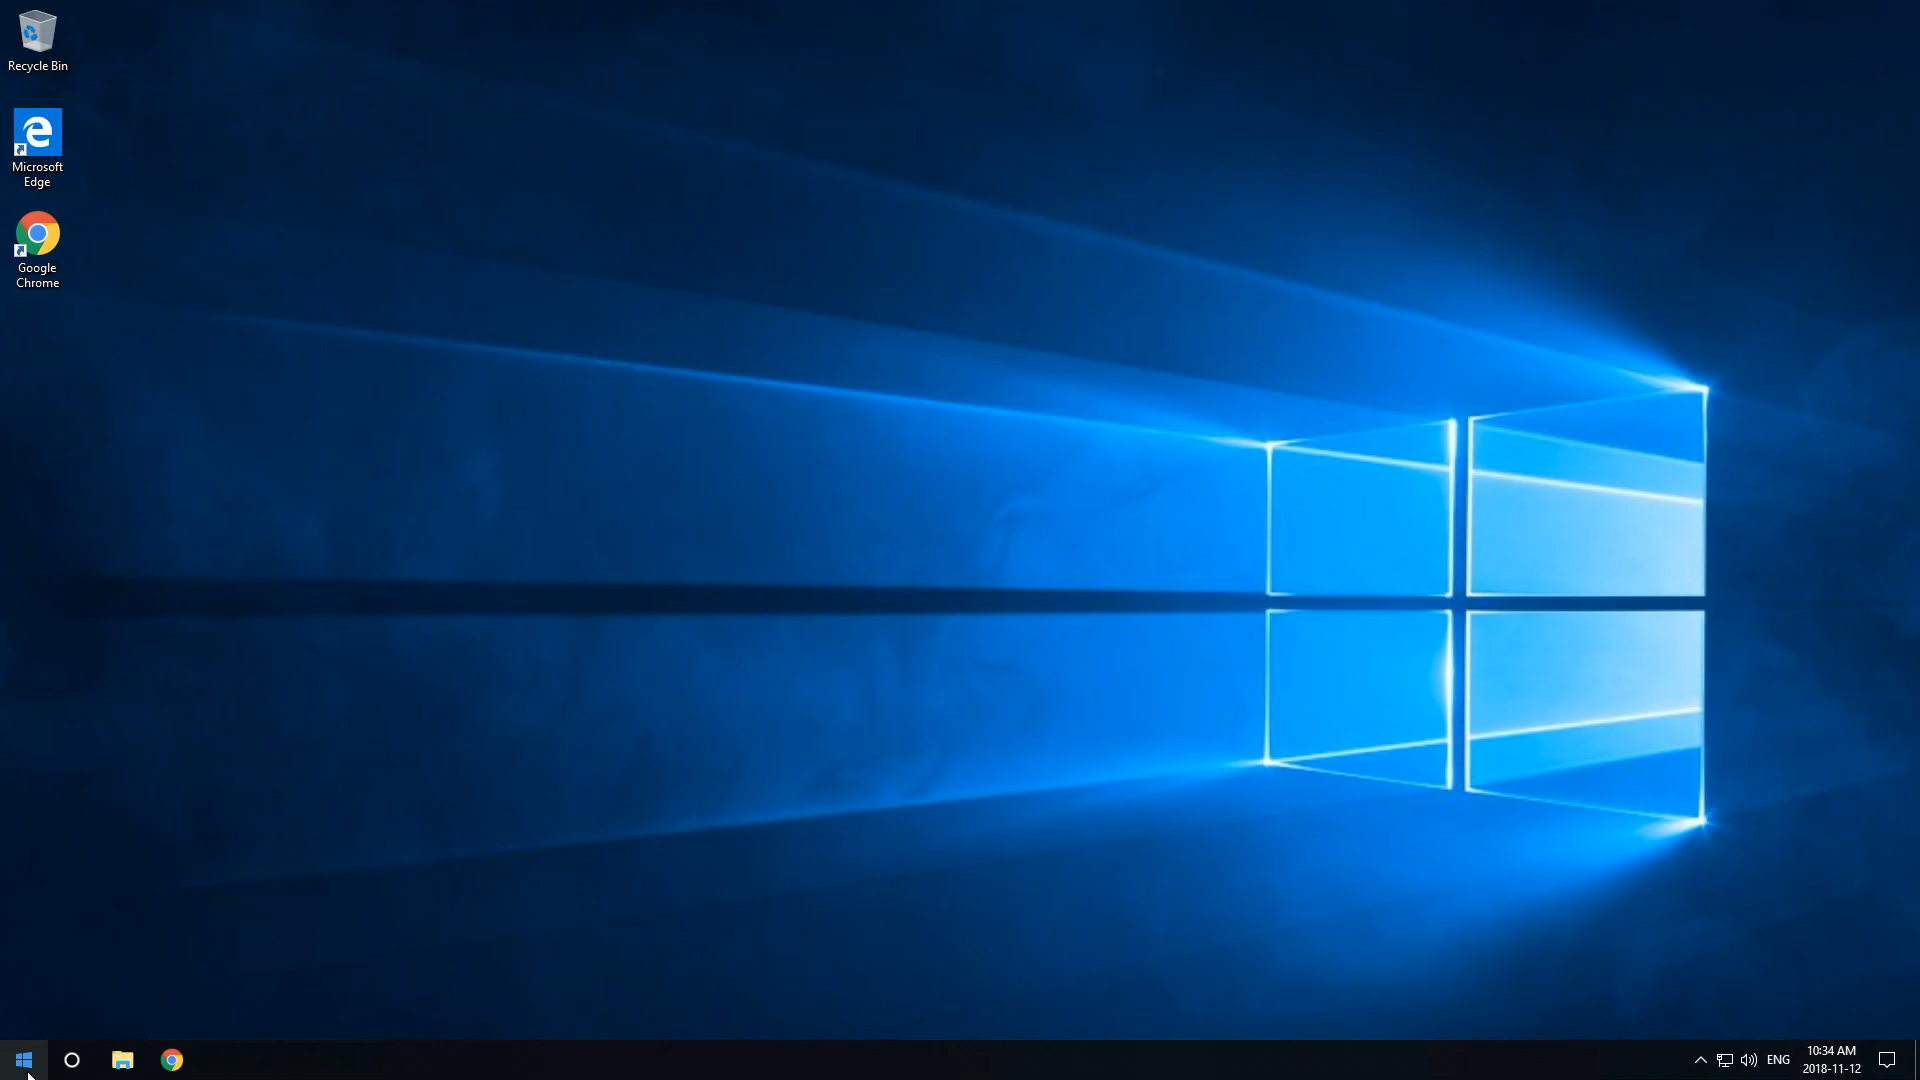 Recycle Bin
Microsoft
Edge
Google
Chrome
ENG
10:34 AM
2018-11-12